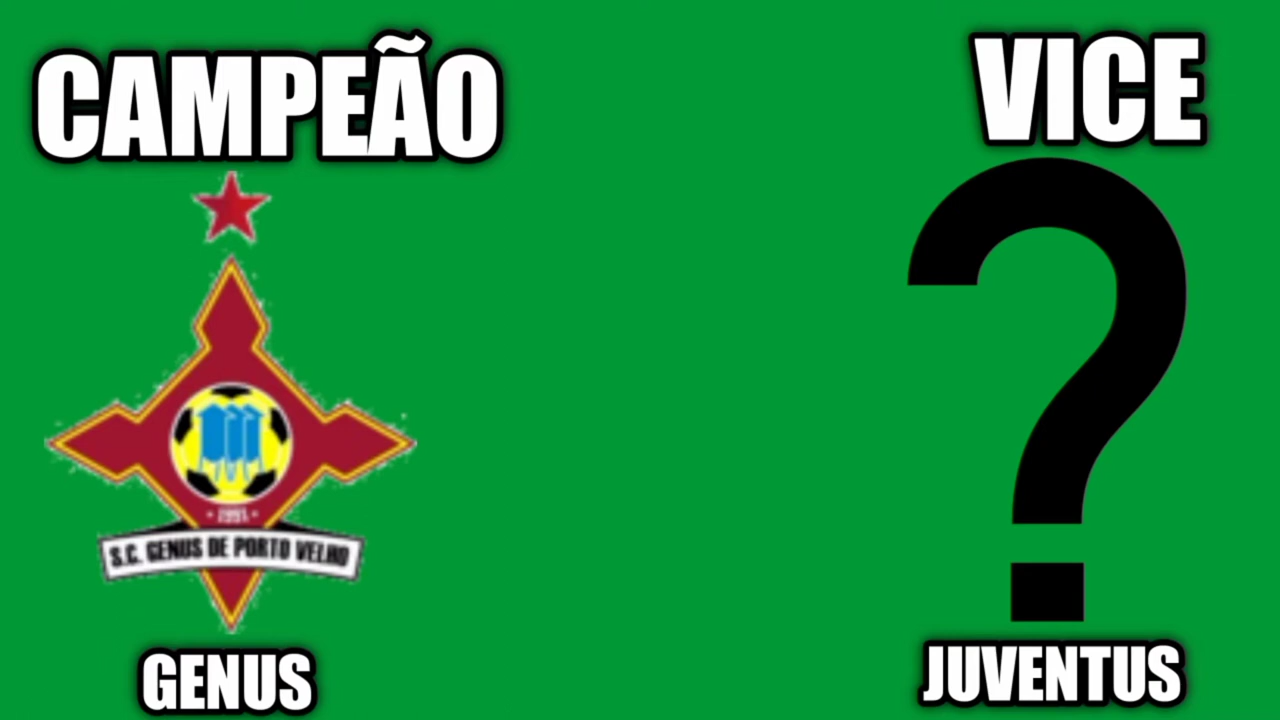 CAMPEÃO
VICE
1991
S.C. GENUS DE PORTO VELHO
GENUS
JUVENTUS